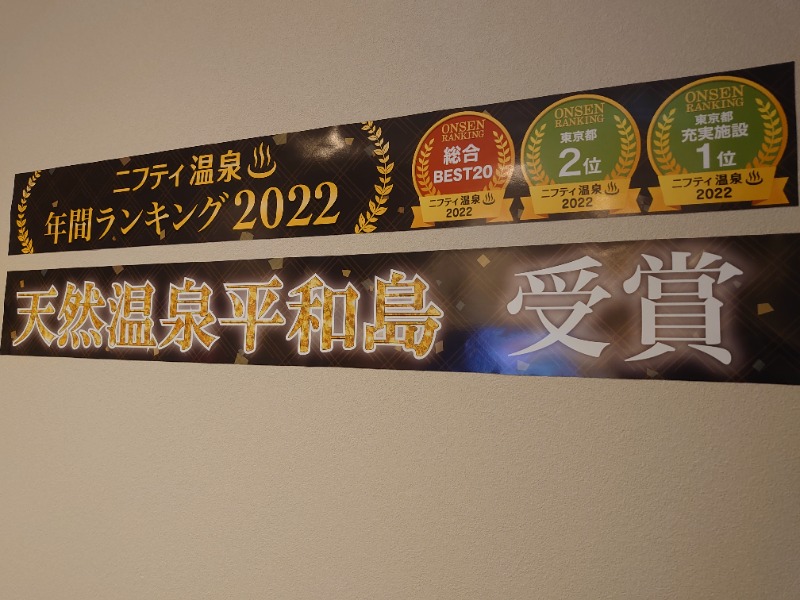 ニフティ温泉
年間ランキング2022
ONSEN
RANKING
総合
BEST20
ニフティ温泉
2022
ONSEN
RANKING
東京都
2位
ニフティ温泉
2022
ONSEN
RANKING
東京都
充実施設
1位
ニフティ温泉
2022
天然温泉平和島 受賞